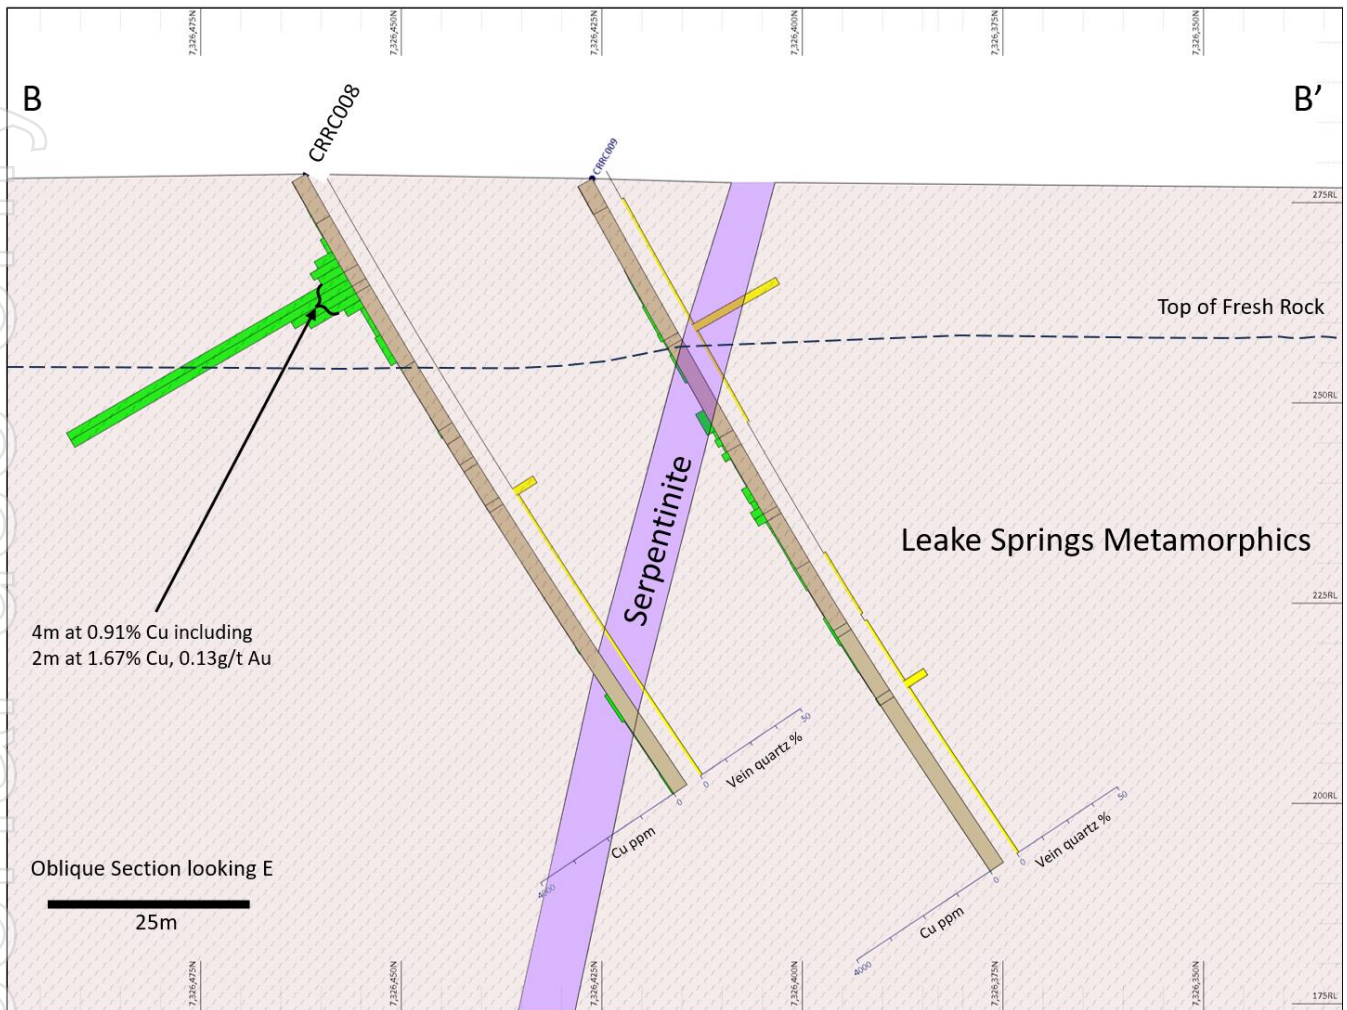 7,326,475N
7,326,450N
7,326,425N
7,326,400N
7,326,375N
7,326,350N
B
B’
CRRC008
CRRC009
275RL
Top of Fresh Rock
250RL
Serpentinite
Leake Springs Metamorphics
225RL
4m at 0.91% Cu including
2m at 1.67% Cu, 0.13g/t Au
50
Vein quartz %
0
0
Cu ppm
4000
200RL
50
Vein quartz %
0
0
Cu ppm
4000
Oblique Section looking E
25m
7,326,475N
7,326,450N
7,326,425N
7,326,400N
7,326,375N
7,326,350N
175RL